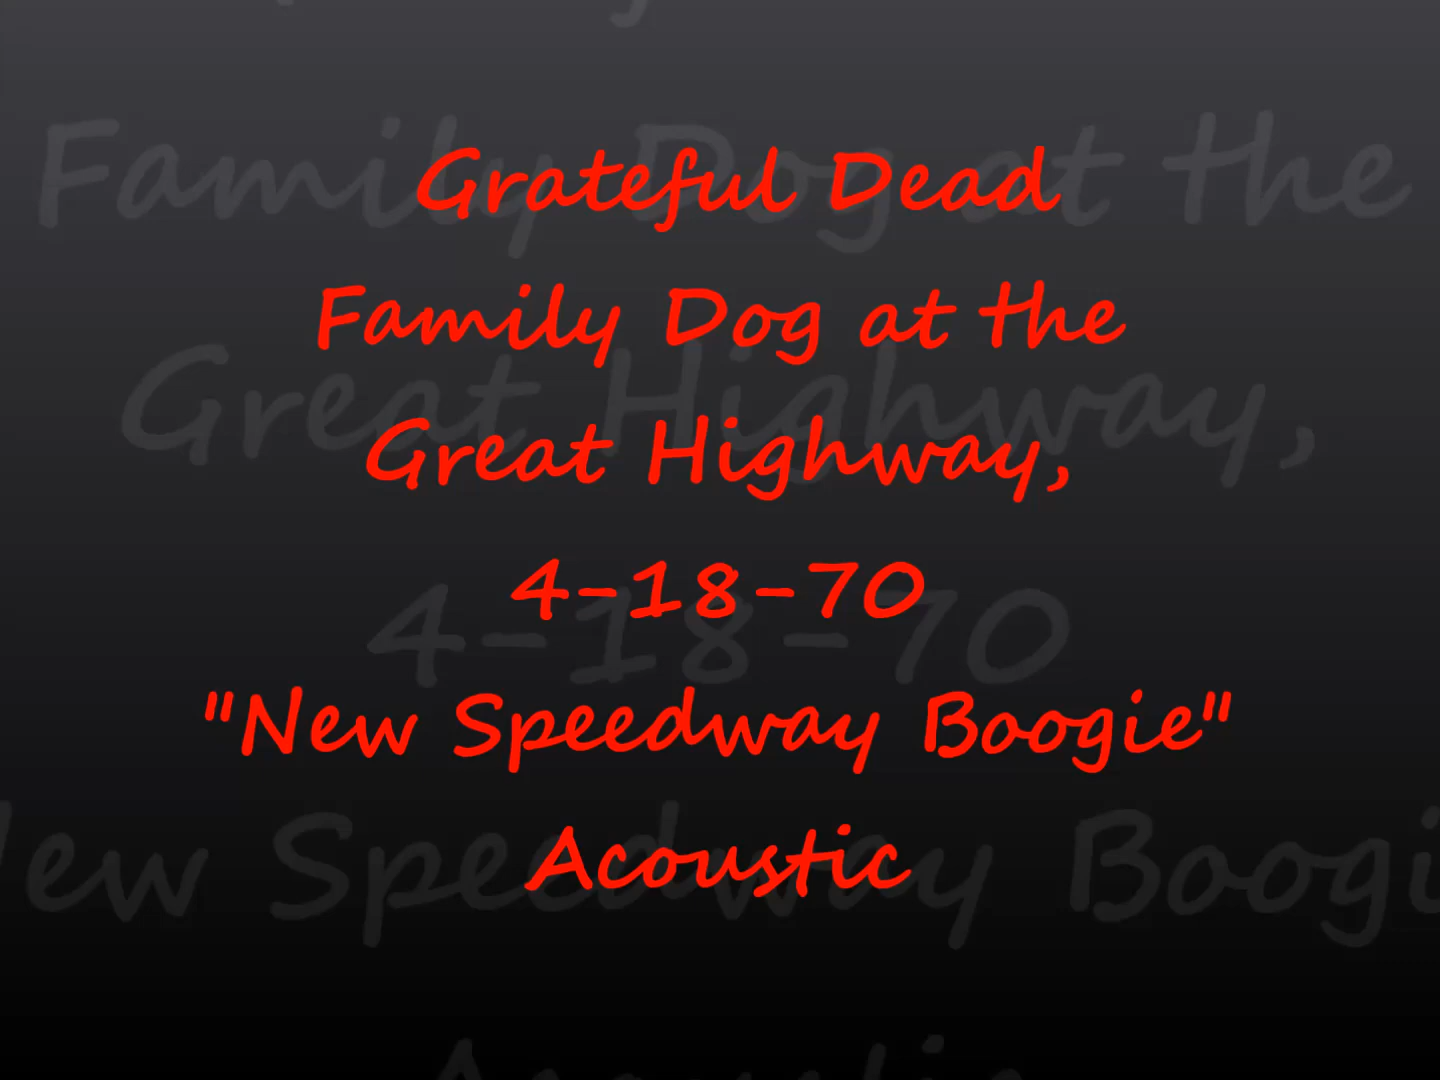 Grateful Dead
Family Dog at the
Great Highway,
4-18-70
"New Speedway Boogie"
Acoustic